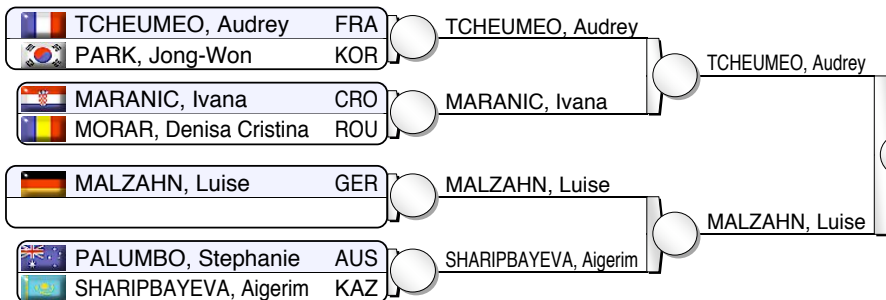 TCHEUMEO, Audrey FRA
PARK, Jong-Won KOR
MARANIC, Ivana CRO
MORAR, Denisa Cristina ROU
MALZAHN, Luise GER
PALUMBO, Stephanie AUS
SHARIPBAYEVA, Aigerim KAZ
TCHEUMEO, Audrey
MARANIC, Ivana
MALZAHN, Luise
SHARIPBAYEVA, Aigerim
TCHEUMEO, Audrey
MALZAHN, Luise